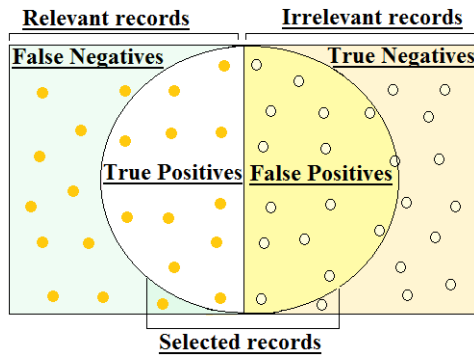 Relevant records
Irrelevant records
False Negatives
True Negatives
True Positives
False Positives
Selected records